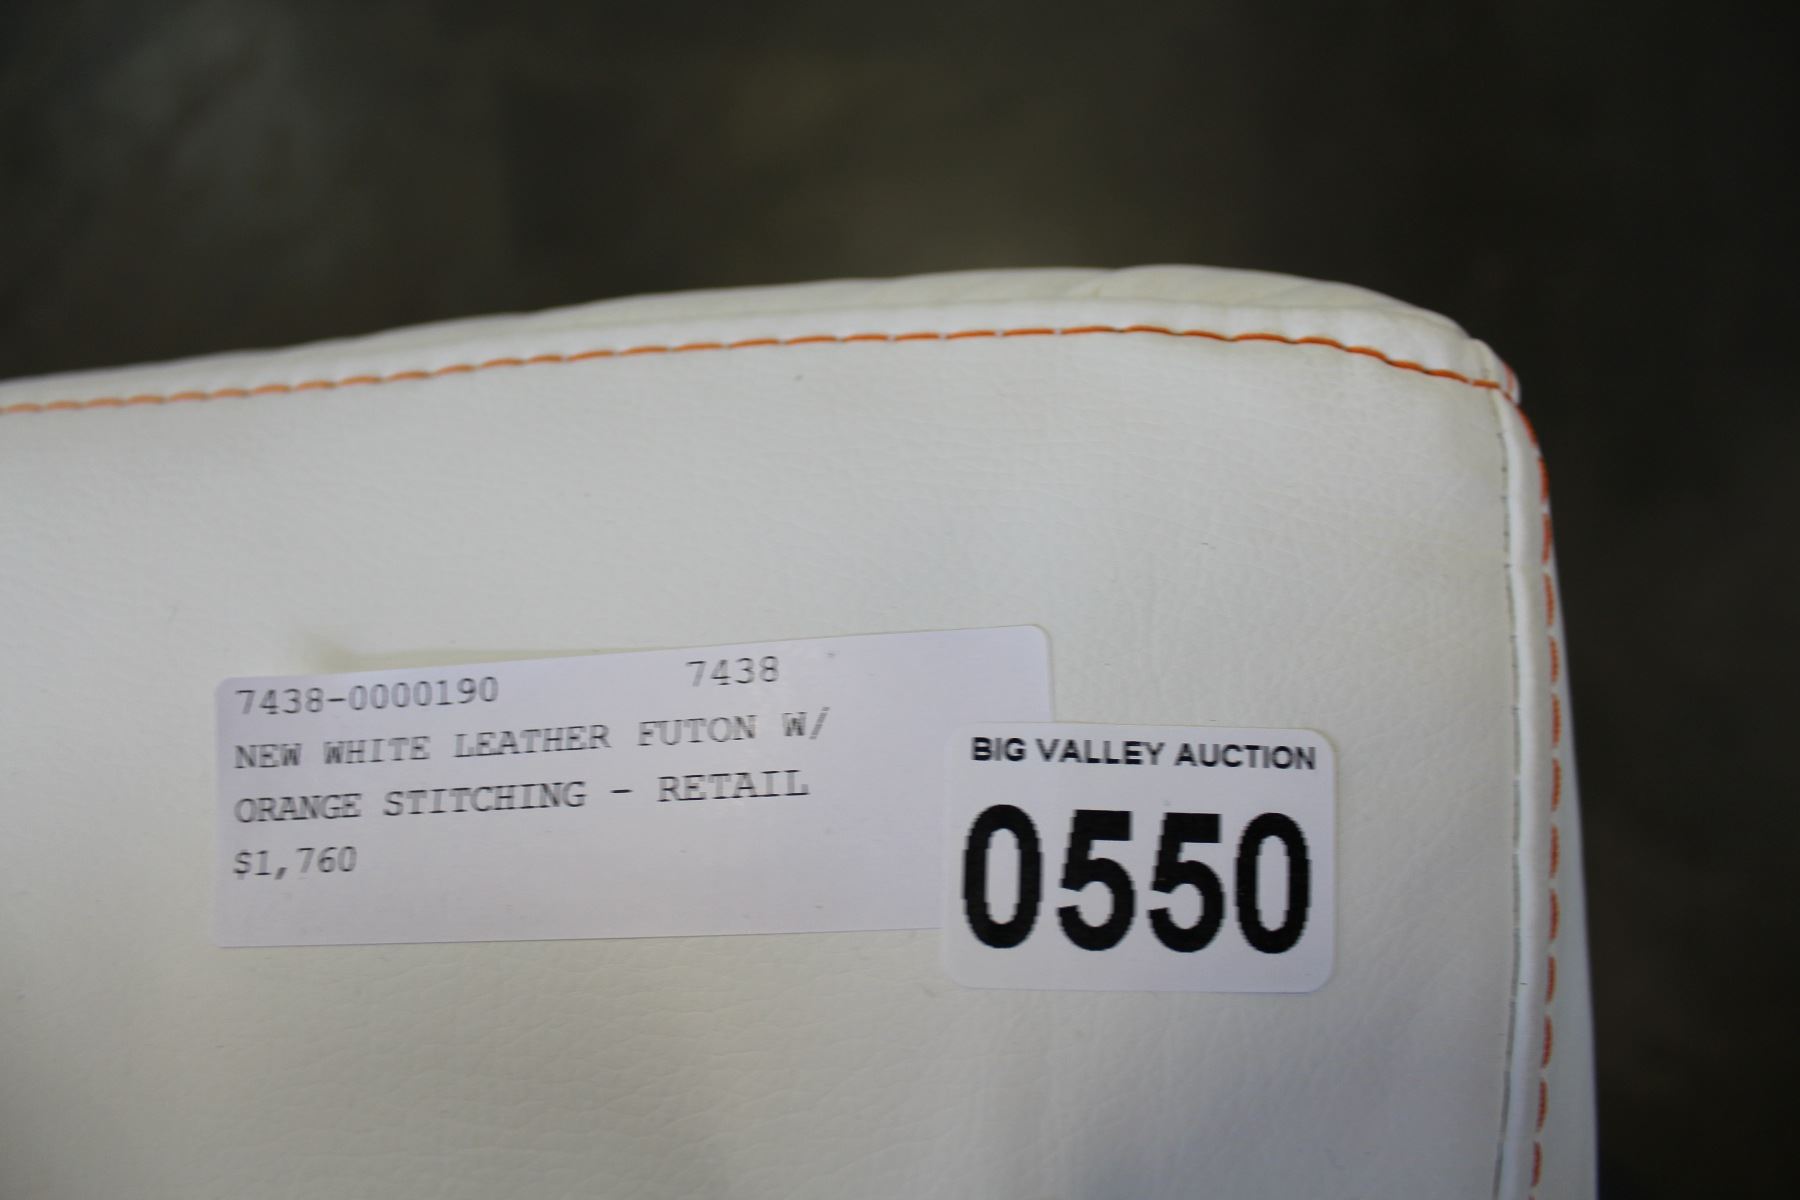 7438-0000190 7438
NEW WHITE LEATHER FUTON W/
ORANGE STITCHING - RETAIL
$1,760
BIG VALLEY AUCTION
0550